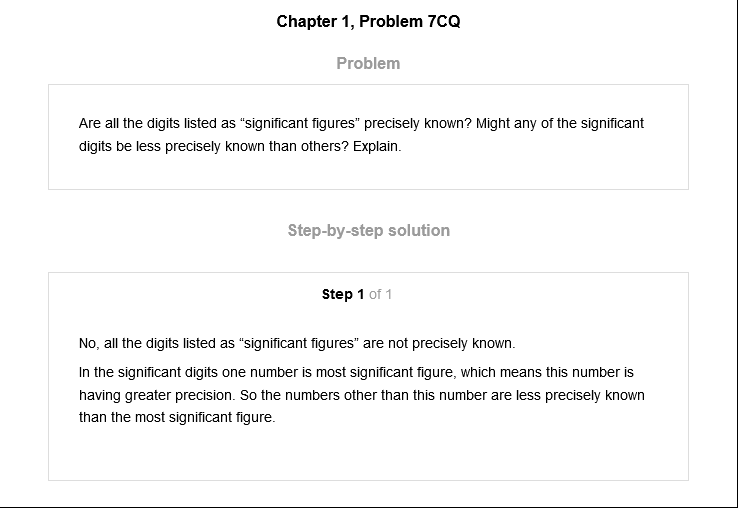 Chapter 1, Problem 7CQ
Problem
Are all the digits listed as “significant figures” precisely known? Might any of the significant
digits be less precisely known than others? Explain.
Step-by-step solution
Step 1 of 1
No, all the digits listed as “significant figures” are not precisely known.
In the significant digits one number is most significant figure, which means this number is
having greater precision. So the numbers other than this number are less precisely known
than the most significant figure.